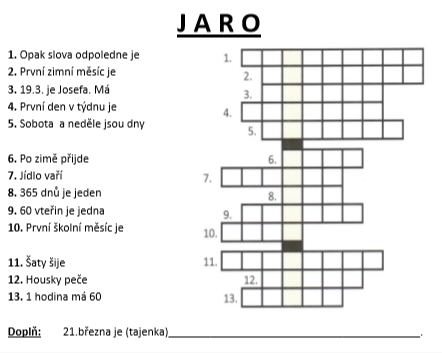 J A R O
1. Opak slova odpoledne je
2. První zimní měsíc je
3. 19.3. je Josefa. Má
4. První den v týdnu je
5. Sobota a neděle jsou dny
6. Po zimě přijde
7. Jídlo vaří
8. 365 dnů je jeden
9. 60 vteřin je jedna
10. První školní měsíc je
11. Šaty šije
12. Housky peče
13. 1 hodina má 60
1.
2.
3.
4.
5.
6.
7.
8.
9.
10.
11.
12.
13.
Doplň: 21.března je (tajenka)________________________________________.